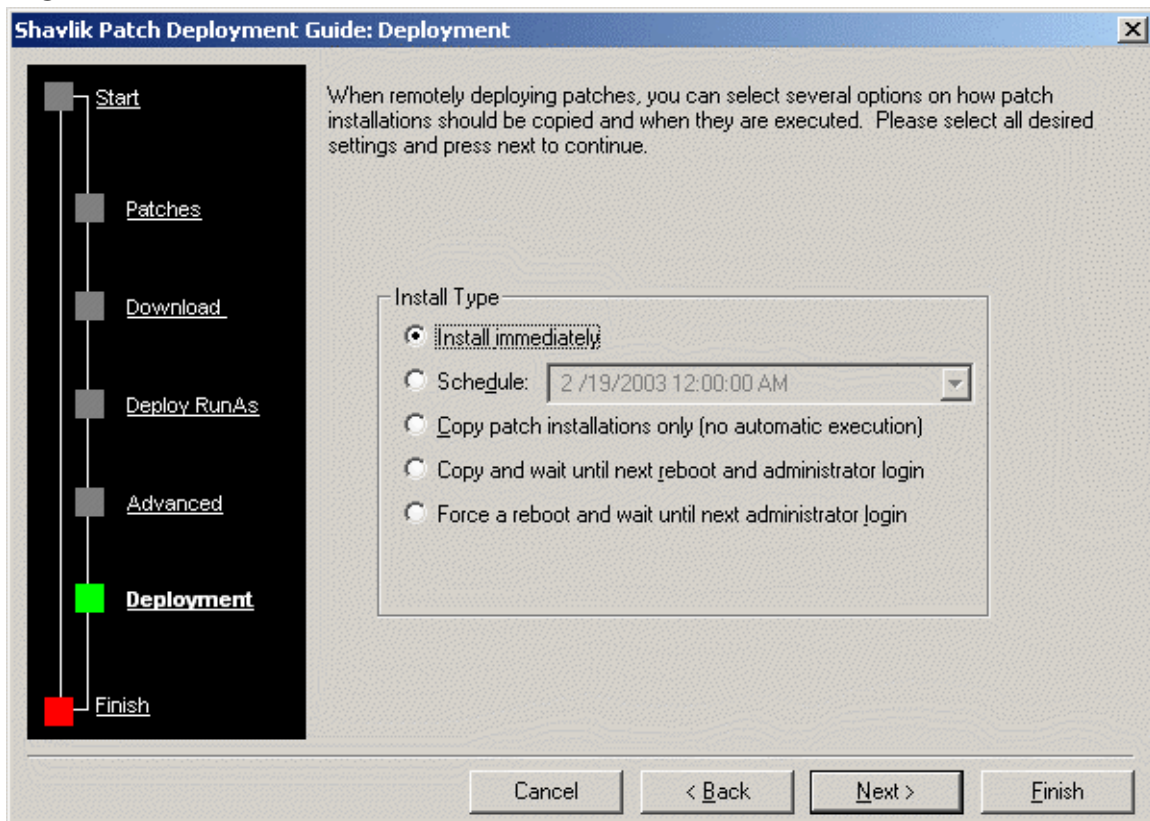 Shavlik Patch Deployment Guide: Deployment
Start
Patches
Download
Deploy RunAs
Advanced
Deployment
Finish
When remotely deploying patches, you can select several options on how patch
installations should be copied and when they are executed. Please select all desired
settings and press next to continue.
Install Type
Install immediately
Schedule: 2 /19/2003 12:00:00 AM
Copy patch installations only (no automatic execution)
Copy and wait until next reboot and administrator login
Force a reboot and wait until next administrator login
Cancel
< Back
Next >
Finish